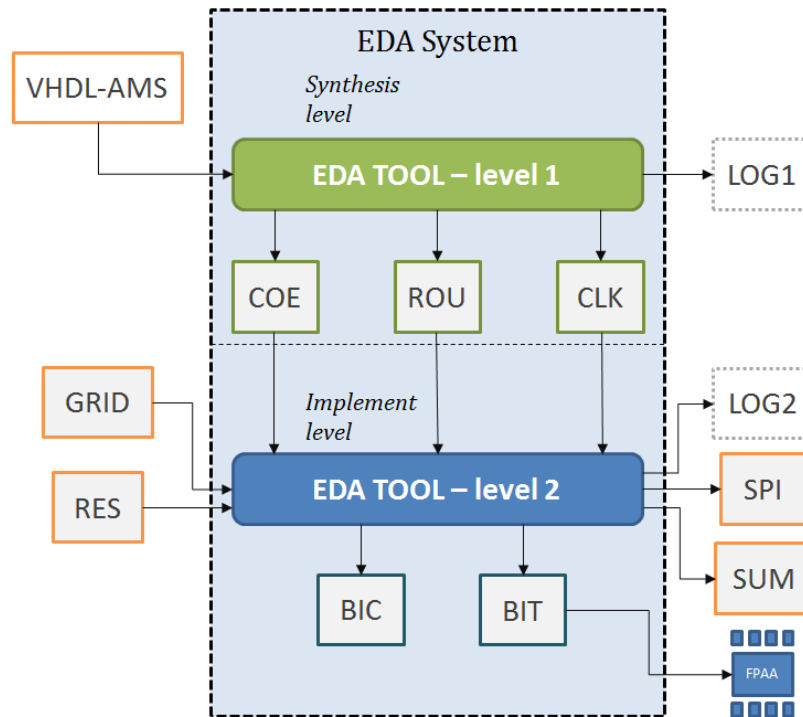 EDA System
VHDL-AMS
Synthesis
level
EDA TOOL – level 1
LOG1
COE
ROU
CLK
GRID
Implement
level
LOG2
RES
EDA TOOL – level 2
SPI
SUM
BIC
BIT
FPAA